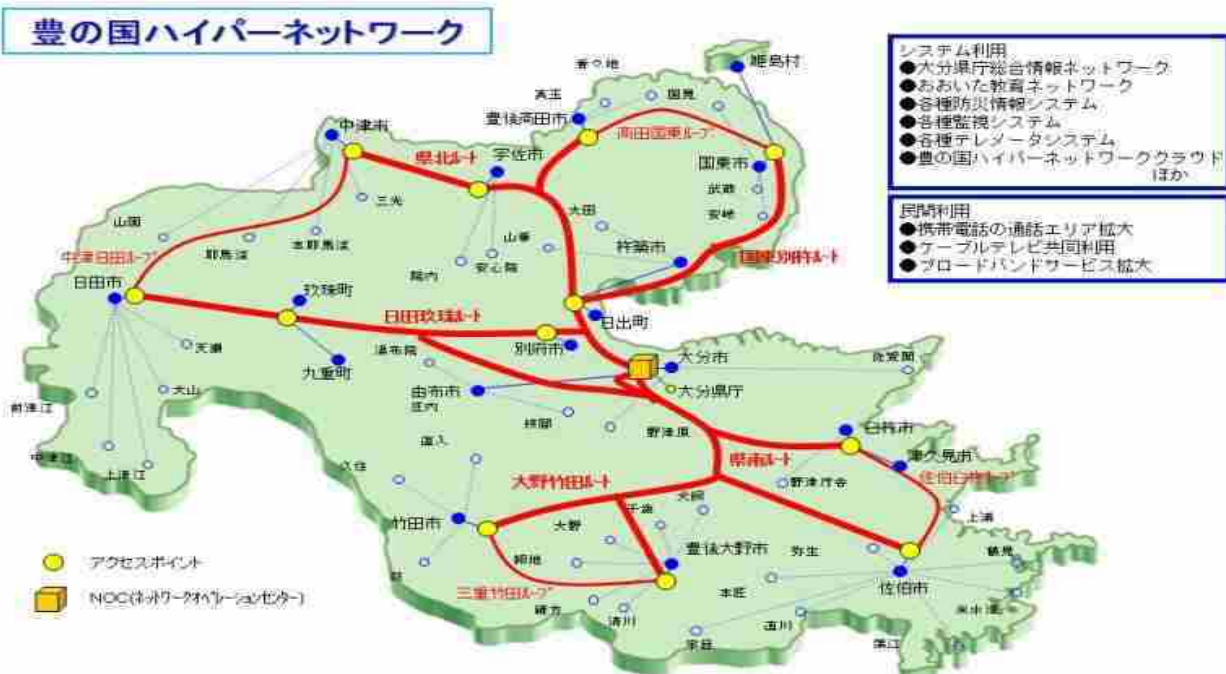 豊の国ハイパーネットワーク
システム利用
●大分県庁総合情報ネットワーク
●おおいた教育ネットワーク
●各種防災情報システム
●各種監視システム
●各種テレメータシステム
●豊の国ハイパーネットワーククラウド
ほか
民間利用
●携帯電話の通話エリア拡大
●ケーブルテレビ共同利用
●ブロードバンドサービス拡大
姫島村
香々地
真玉
国見
豊後高田市
高田国東ループ
中津市
県北ルート
宇佐市
国東市
武蔵
安岐
三光
大田
山国
本耶馬渓
耶馬渓
山香
杵築市
院内
安心院
国東別杵ルート
中津日田ループ
日田市
玖珠町
日田玖珠ルート
日出町
別府市
天瀬
湯布院
大分市
佐賀関
九重町
大山
由布市
大分県庁
庄内
前津江
挾間
野津原
臼杵市
直入
中津江
上津江
久住
県南ルート
津久見市
佐伯臼津ループ
大野竹田ルート
野津庁舎
犬飼
千歳
上浦
竹田市
大野
豊後大野市
弥生
鶴見
朝地
荻
佐伯市
三重竹田ループ
緒方
清川
本匠
直川
米水津
宇目
蒲江
アクセスポイント
NOC(ネットワークオペレーションセンター)